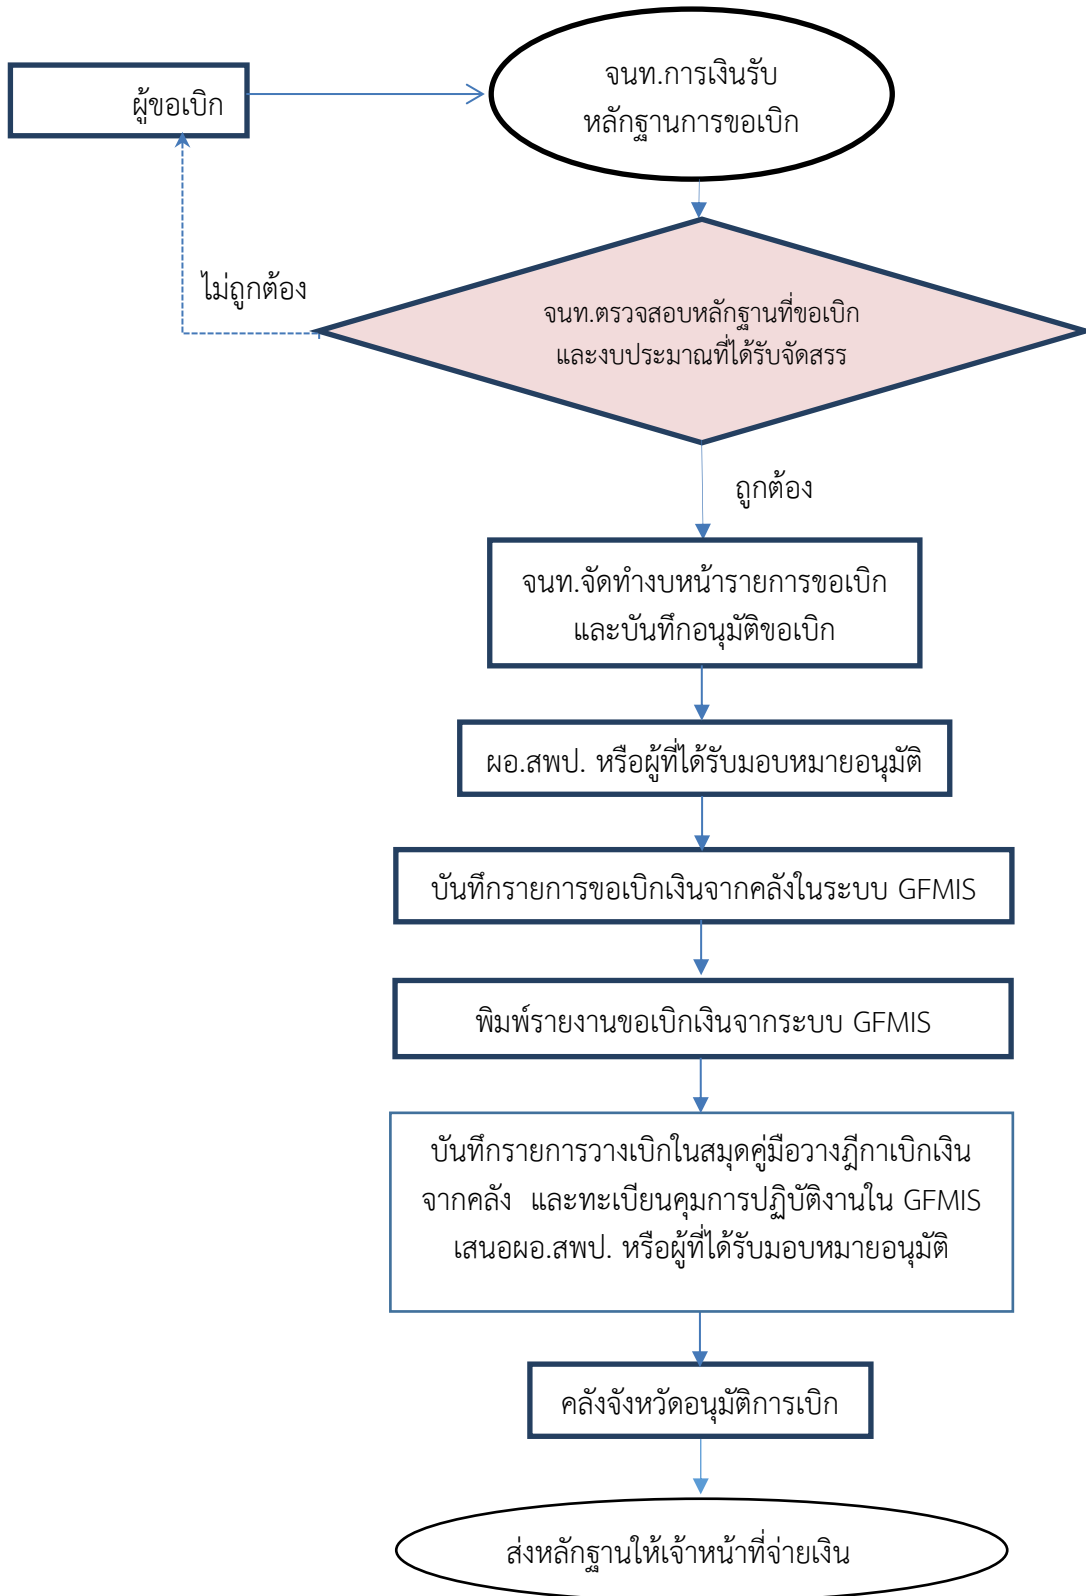 จนท.การเงินรับ
หลักฐานการขอเบิก
ผู้ขอเบิก
ไม่ถูกต้อง
จนท.ตรวจสอบหลักฐานที่ขอเบิก
และงบประมาณที่ได้รับจัดสรร
ถูกต้อง
จนท.จัดทำงบหน้ารายการขอเบิก
และบันทึกอนุมัติขอเบิก
ผอ.สพป. หรือผู้ที่ได้รับมอบหมายอนุมัติ
บันทึกรายการขอเบิกเงินจากคลังในระบบ GFMIS
พิมพ์รายงานขอเบิกเงินจากระบบ GFMIS
บันทึกรายการวางเบิกในสมุดคู่มือวางฎีกาเบิกเงิน
จากคลัง และทะเบียนคุมการปฏิบัติงานใน GFMIS
เสนอผอ.สพป. หรือผู้ที่ได้รับมอบหมายอนุมัติ
คลังจังหวัดอนุมัติการเบิก
ส่งหลักฐานให้เจ้าหน้าที่จ่ายเงิน